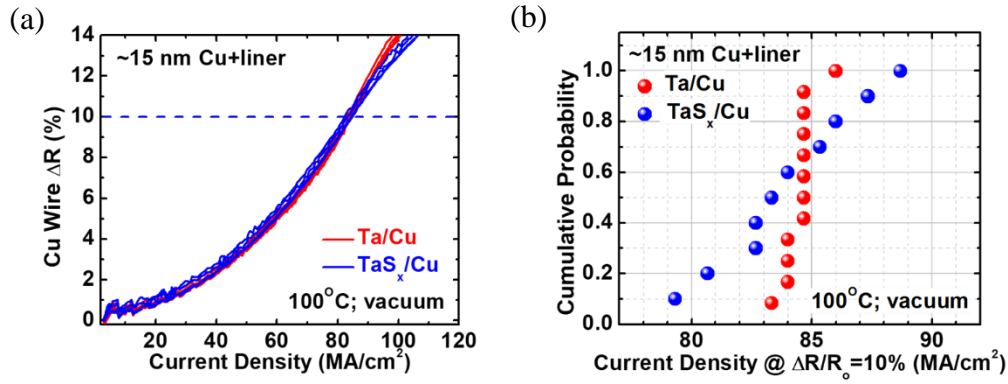 (a)
14
12
10
8
6
4
2
0
Cu Wire ΔR (%)
~15 nm Cu+liner
Ta/Cu
TaSₓ/Cu
100°C; vacuum
0 20 40 60 80 100 120
Current Density (MA/cm²)
(b)
1.0
0.8
0.6
0.4
0.2
0.0
Cumulative Probability
~15 nm Cu+liner
Ta/Cu
TaSₓ/Cu
100°C; vacuum
80 85 90
Current Density @ ΔR/Rₒ=10% (MA/cm²)